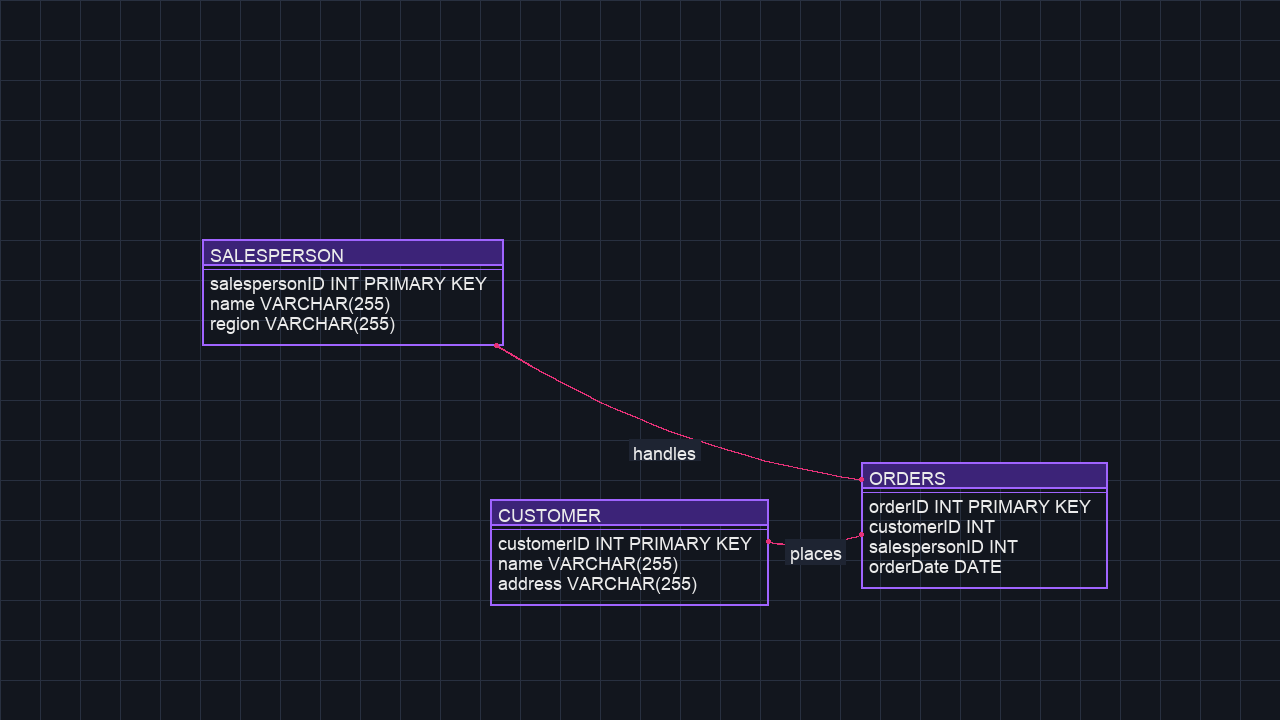 SALESPERSON
salespersonID INT PRIMARY KEY
name VARCHAR(255)
region VARCHAR(255)
handles
CUSTOMER
customerID INT PRIMARY KEY
name VARCHAR(255)
address VARCHAR(255)
places
ORDERS
orderID INT PRIMARY KEY
customerID INT
salespersonID INT
orderDate DATE